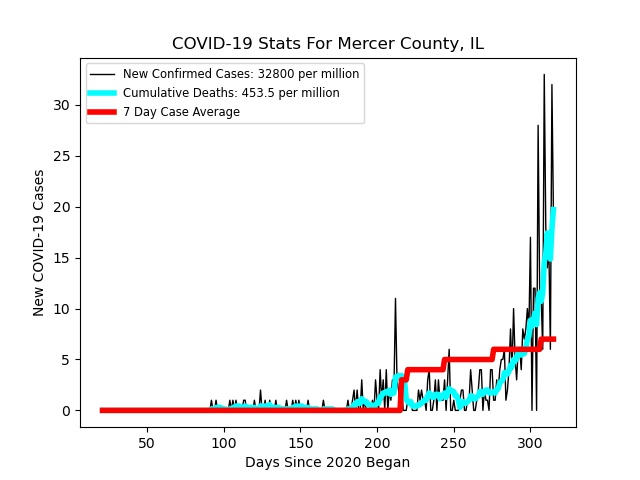 COVID-19 Stats For Mercer County, IL
New Confirmed Cases: 32800 per million
Cumulative Deaths: 453.5 per million
7 Day Case Average
New COVID-19 Cases
30
25
20
15
10
5
0
50 100 150 200 250 300
Days Since 2020 Began